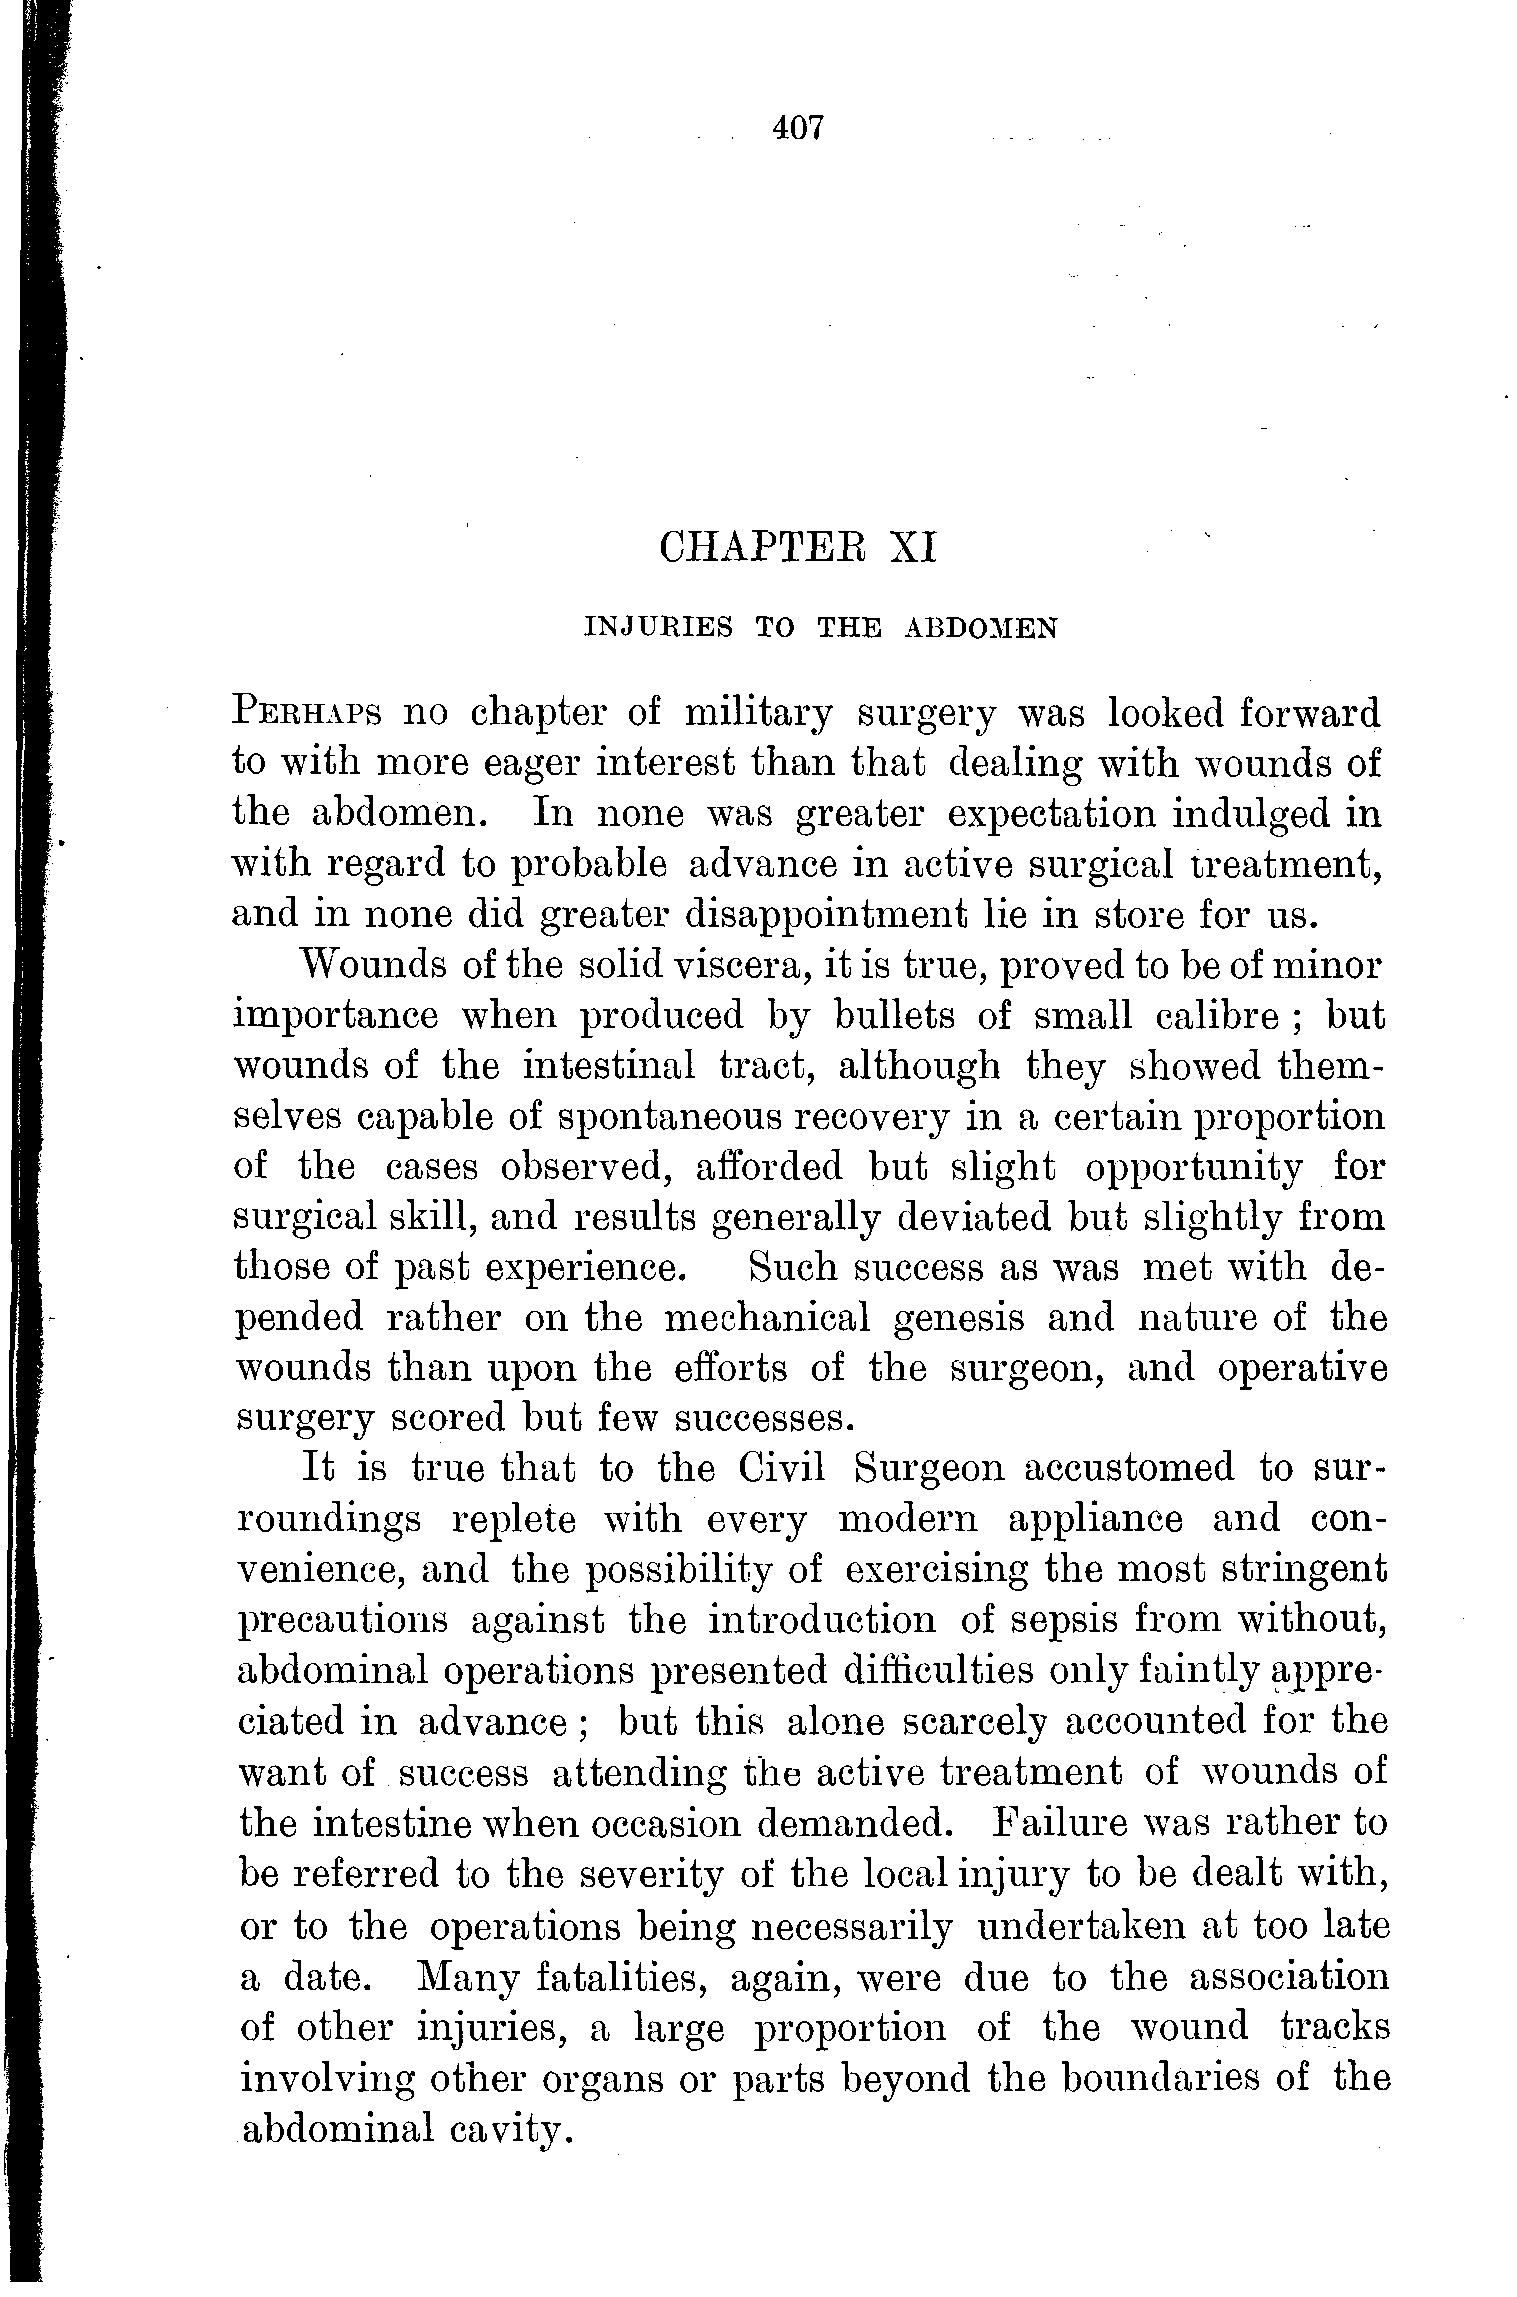 407
CHAPTER XI
INJURIES TO THE ABDOMEN
PERHAPS no chapter of military surgery was looked forward
to with more eager interest than that dealing with wounds of
the abdomen. In none was greater expectation indulged in
with regard to probable advance in active surgical treatment,
and in none did greater disappointment lie in store for us.
Wounds of the solid viscera, it is true, proved to be of minor
importance when produced by bullets of small calibre ; but
wounds of the intestinal tract, although they showed them-
selves capable of spontaneous recovery in a certain proportion
of the cases observed, afforded but slight opportunity for
surgical skill, and results generally deviated but slightly from
those of past experience. Such success as was met with de-
pended rather on the mechanical genesis and nature of the
wounds than upon the efforts of the surgeon, and operative
surgery scored but few successes.
It is true that to the Civil Surgeon accustomed to sur-
roundings replete with every modern appliance and con-
venience, and the possibility of exercising the most stringent
precautions against the introduction of sepsis from without,
abdominal operations presented difficulties only faintly appre-
ciated in advance ; but this alone scarcely accounted for the
want of success attending the active treatment of wounds of
the intestine when occasion demanded. Failure was rather to
be referred to the severity of the local injury to be dealt with,
or to the operations being necessarily undertaken at too late
a date. Many fatalities, again, were due to the association
of other injuries, a large proportion of the wound tracks
involving other organs or parts beyond the boundaries of the
abdominal cavity.